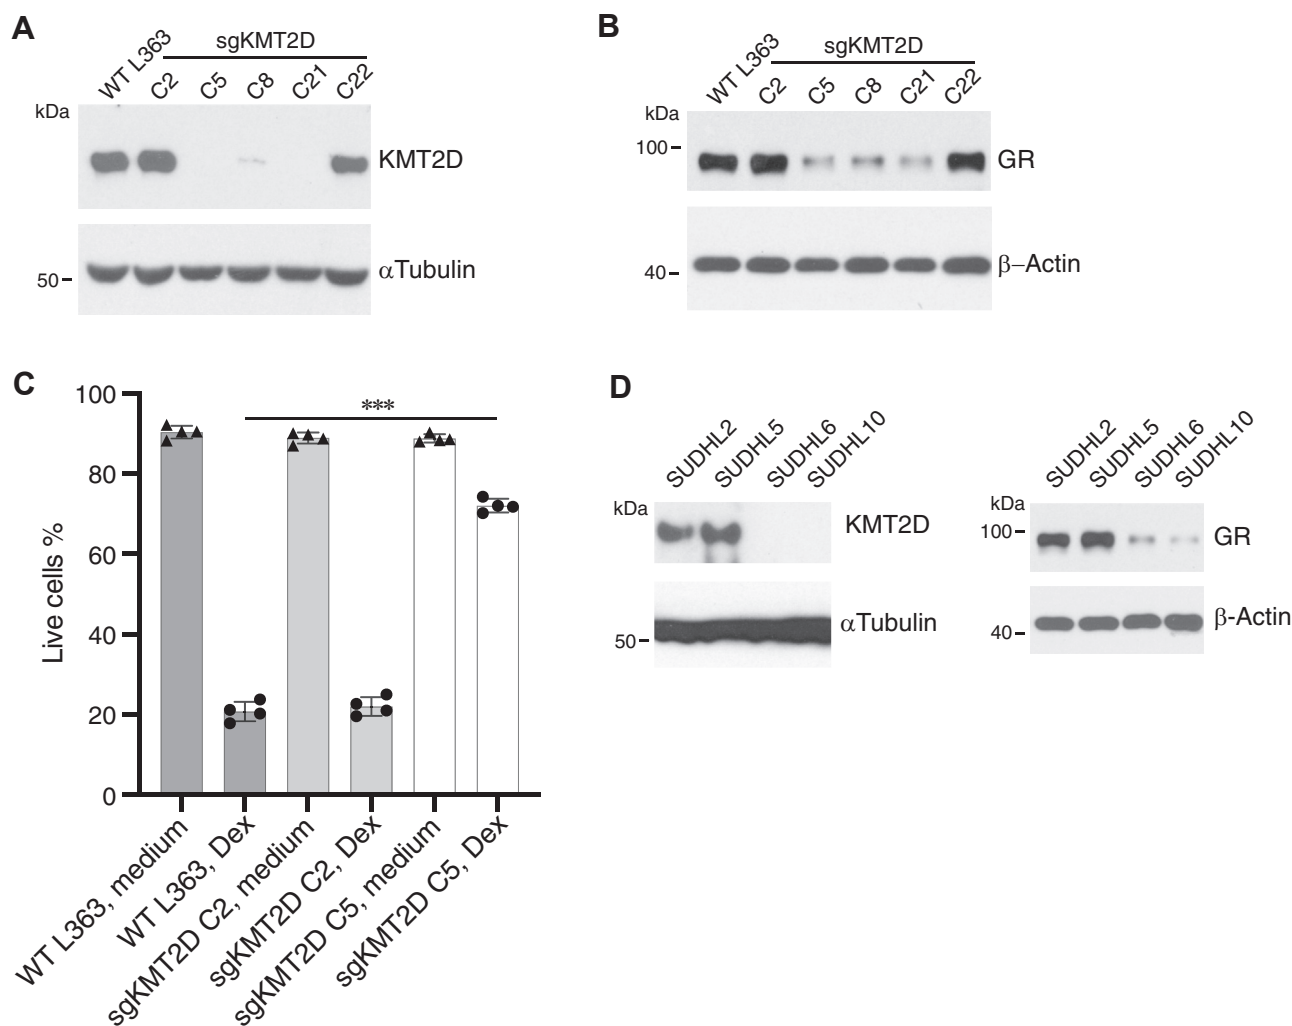 A
sgKMT2D
WT L363
C2
C5
C8
C21
C22
kDa
KMT2D
50
αTubulin
B
sgKMT2D
WT L363
C2
C5
C8
C21
C22
kDa
100
GR
40
β–Actin
C
Live cells %
100
80
60
40
20
0
***
WT L363, medium
WT L363, Dex
sgKMT2D C2, medium
sgKMT2D C2, Dex
sgKMT2D C5, medium
sgKMT2D C5, Dex
D
SUDHL2
SUDHL5
SUDHL6
SUDHL10
kDa
KMT2D
50
αTubulin
SUDHL2
SUDHL5
SUDHL6
SUDHL10
kDa
100
GR
40
β-Actin